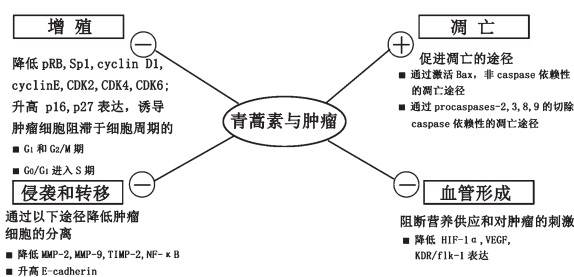 增 殖
降低 pRB,Sp1,cyclin D1,
cyclinE,CDK2,CDK4,CDK6;
升高 p16,p27 表达，诱导
肿瘤细胞阻滞于细胞周期的
■ G1 和 G2/M 期
■ G0/G1 进入 S 期
凋 亡
促进凋亡的途径
■ 通过激活 Bax，非 caspase 依赖性
的凋亡途径
■ 通过 procaspases-2,3,8,9 的切除
caspase 依赖性的凋亡途径
青蒿素与肿瘤
侵袭和转移
通过以下途径降低肿瘤
细胞的分离
■ 降低 MMP-2,MMP-9,TIMP-2,NF-κB
■ 升高 E-cadherin
血管形成
阻断营养供应和对肿瘤的刺激
■ 降低 HIF-1α,VEGF,
KDR/flk-1 表达